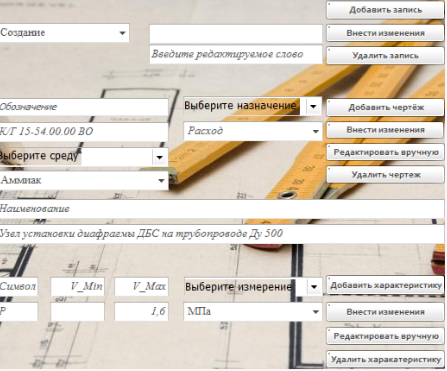 Добавить запись
Создание
Внести изменения
Введите редактируемое слово
Удалить запись
Обозначение
Выберите назначение
Добавить чертёж
К/Т 15-54.00.00 ВО
Расход
Внести изменения
Выберите среду
Редактировать вручную
Аммиак
Удалить чертеж
Наименование
Узел установки диафрагмы ДБС на трубопроводе Ду 500
Символ
V_Min
V_Max
Выберите измерение
Добавить характеристику
P
1,6
МПа
Внести изменения
Редактировать вручную
Удалить харакатеристику